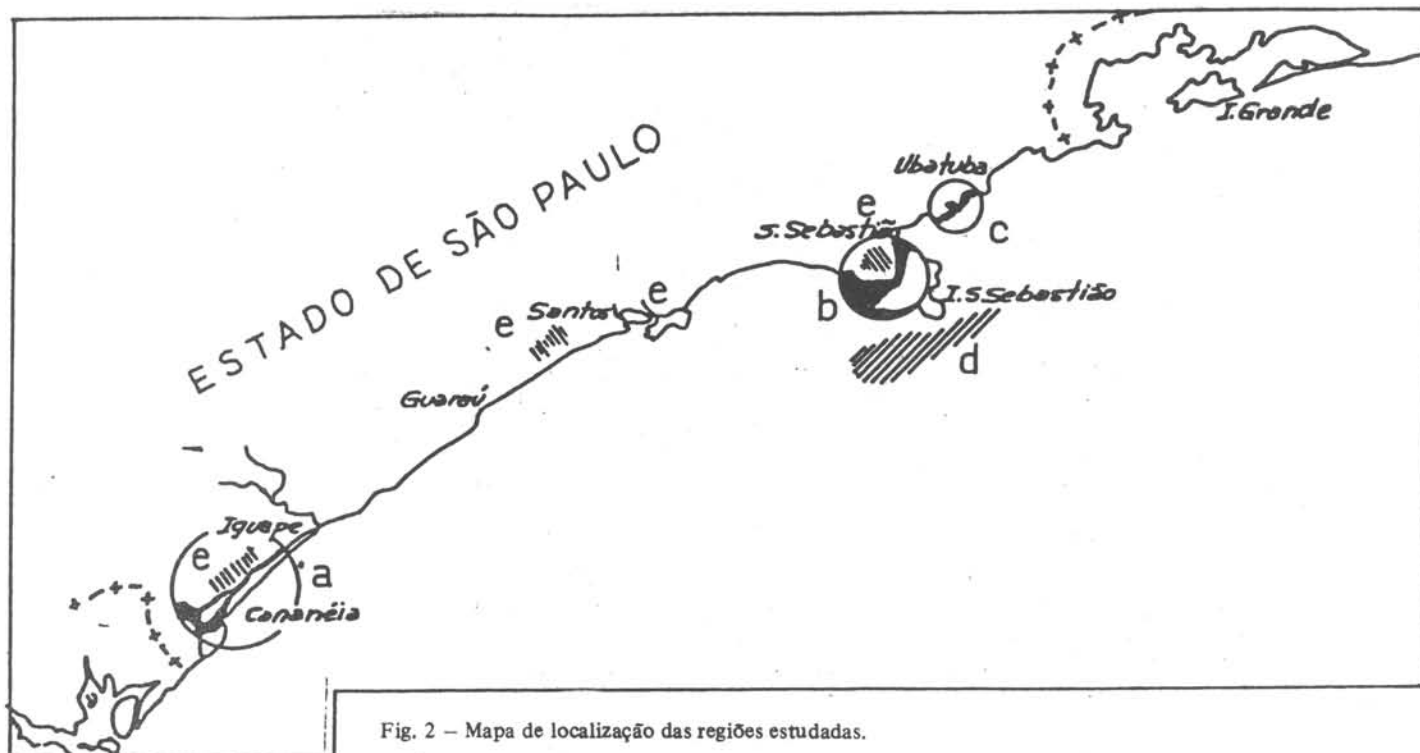 I.Grande
Ubatuba
ESTADO DE SÃO PAULO
e
S.Sebastião
c
b
I.S.Sebastião
d
e
Santos
e
Guaraú
Iguape
e
a
Cananéia
Fig. 2 — Mapa de localização das regiões estudadas.